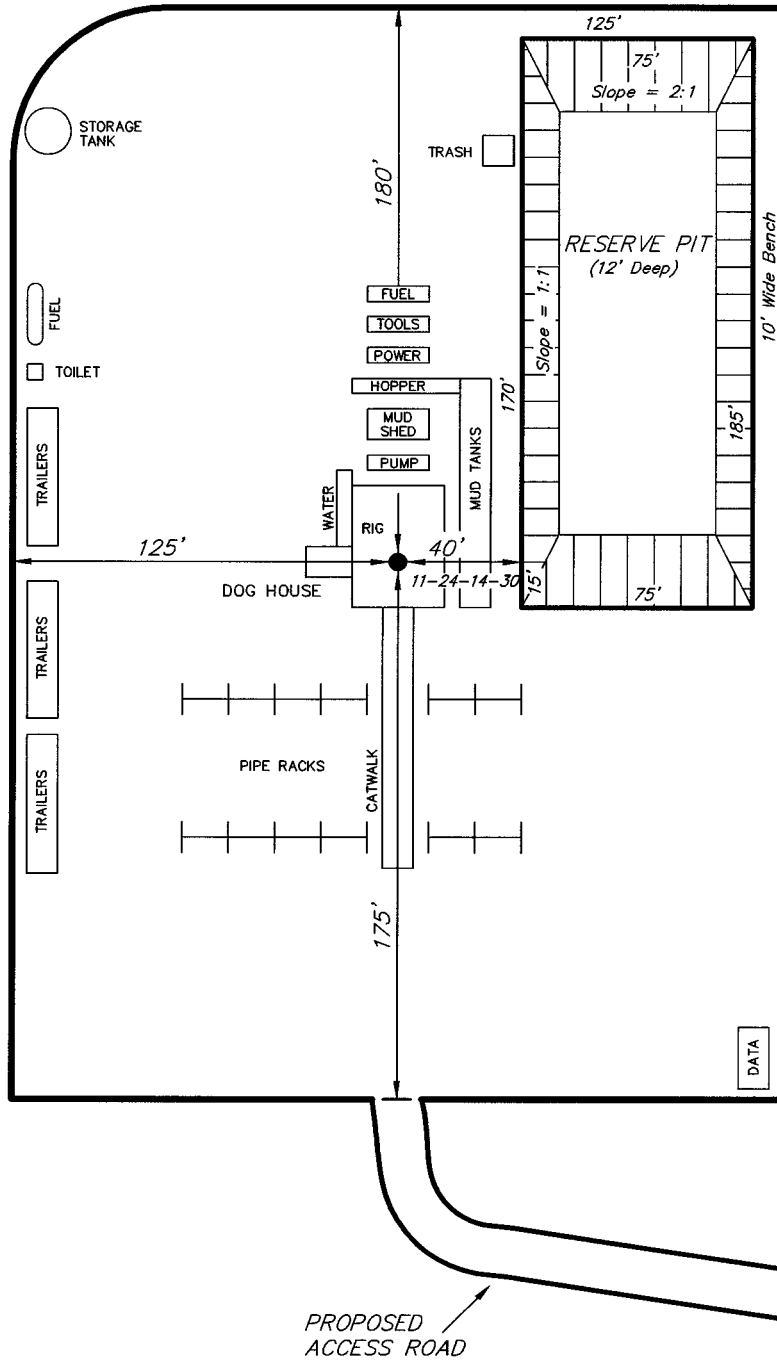 125'
75'
Slope = 2:1
STORAGE
TANK
TRASH
180'
RESERVE PIT
(12' Deep)
10' Wide Bench
FUEL
FUEL
TOOLS
Slope = 1:1
POWER
TOILET
HOPPER
170'
MUD
SHED
185'
TRAILERS
MUD TANKS
PUMP
WATER
RIG
125'
40'
11-24-14-30
15'
75'
DOG HOUSE
TRAILERS
PIPE RACKS
CATWALK
TRAILERS
175'
DATA
PROPOSED
ACCESS ROAD